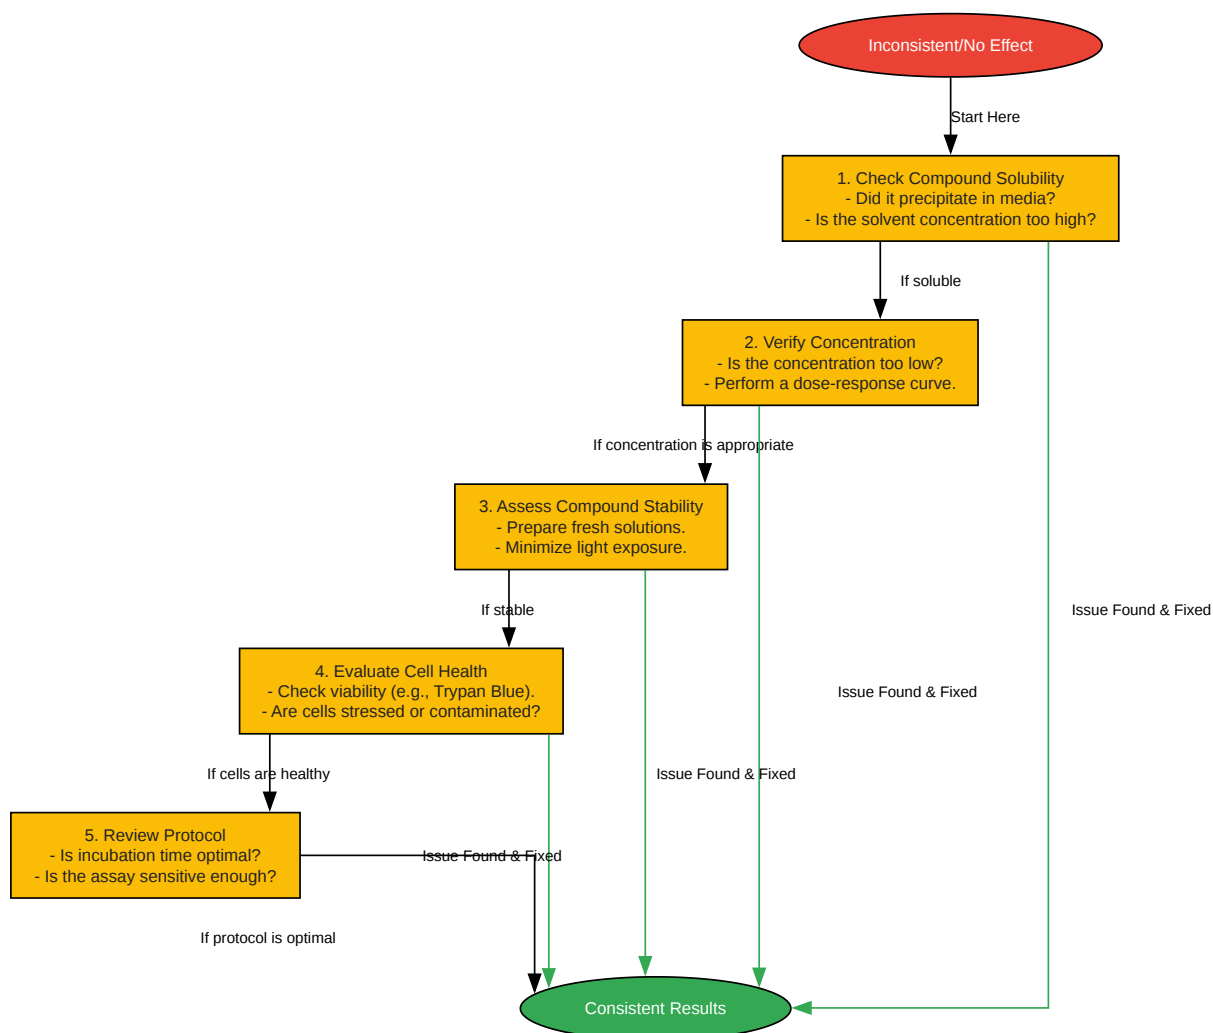 Inconsistent/No Effect
Start Here
1. Check Compound Solubility
- Did it precipitate in media?
- Is the solvent concentration too high?
If soluble
2. Verify Concentration
- Is the concentration too low?
- Perform a dose-response curve.
If concentration is appropriate
3. Assess Compound Stability
- Prepare fresh solutions.
- Minimize light exposure.
If stable
Issue Found & Fixed
4. Evaluate Cell Health
- Check viability (e.g., Trypan Blue).
- Are cells stressed or contaminated?
Issue Found & Fixed
If cells are healthy
Issue Found & Fixed
5. Review Protocol
- Is incubation time optimal?
- Is the assay sensitive enough?
Issue Found & Fixed
If protocol is optimal
Consistent Results